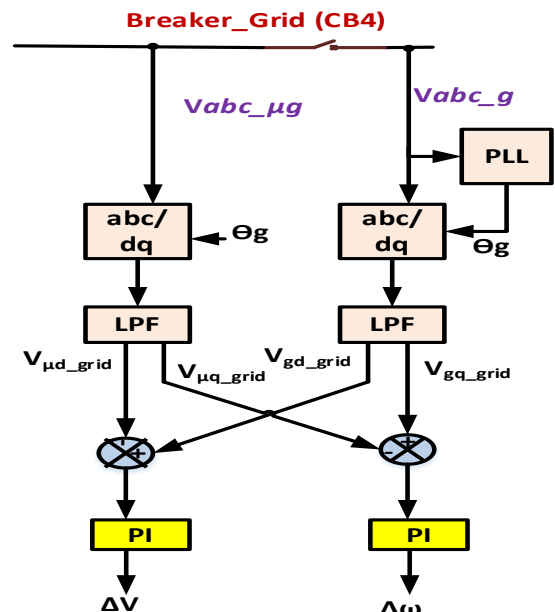 Breaker_Grid (CB4)
Vabc_μg
Vabc_g
PLL
abc/
dq
Θg
abc/
dq
Θg
LPF
LPF
Vμd_grid
Vμq_grid
Vgd_grid
Vgq_grid
-
+
+
-
PI
PI
ΔV
Δω